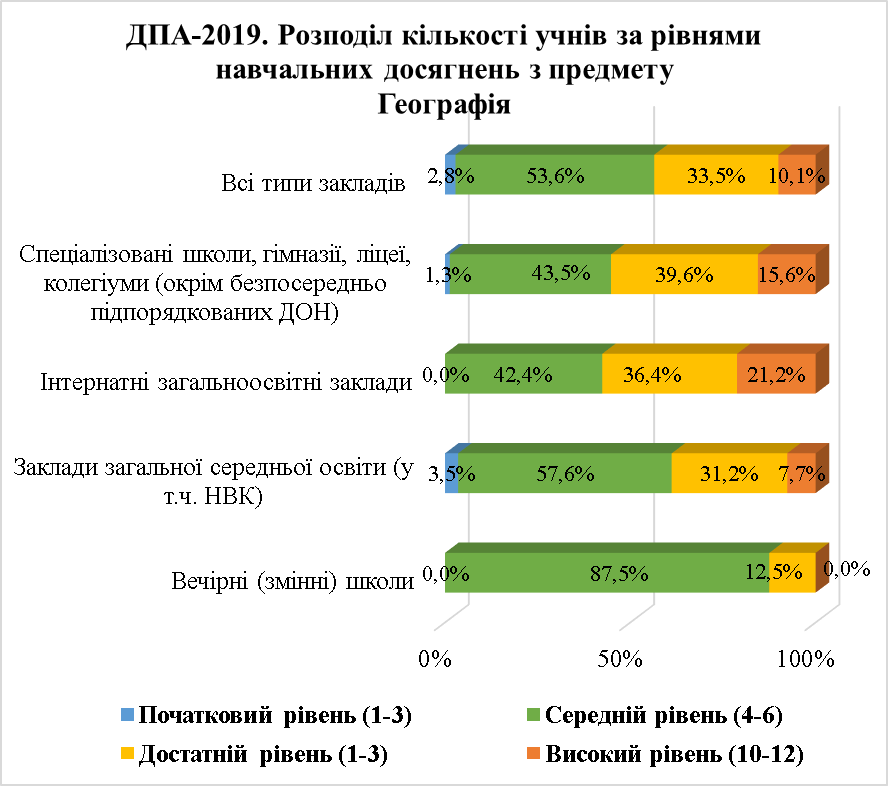 ДПА-2019. Розподіл кількості учнів за рівнями
навчальних досягнень з предмету
Географія
Всі типи закладів
2,8%
53,6%
33,5%
10,1%
Спеціалізовані школи, гімназії, ліцеї,
колегіуми (окрім безпосередньо
підпорядкованих ДОН)
1,3%
43,5%
39,6%
15,6%
Інтернатні загальноосвітні заклади
0,0%
42,4%
36,4%
21,2%
Заклади загальної середньої освіти (у
т.ч. НВК)
3,5%
57,6%
31,2%
7,7%
Вечірні (змінні) школи
0,0%
87,5%
12,5%
0,0%
0%
50%
100%
Початковий рівень (1-3)
Середній рівень (4-6)
Достатній рівень (1-3)
Високий рівень (10-12)